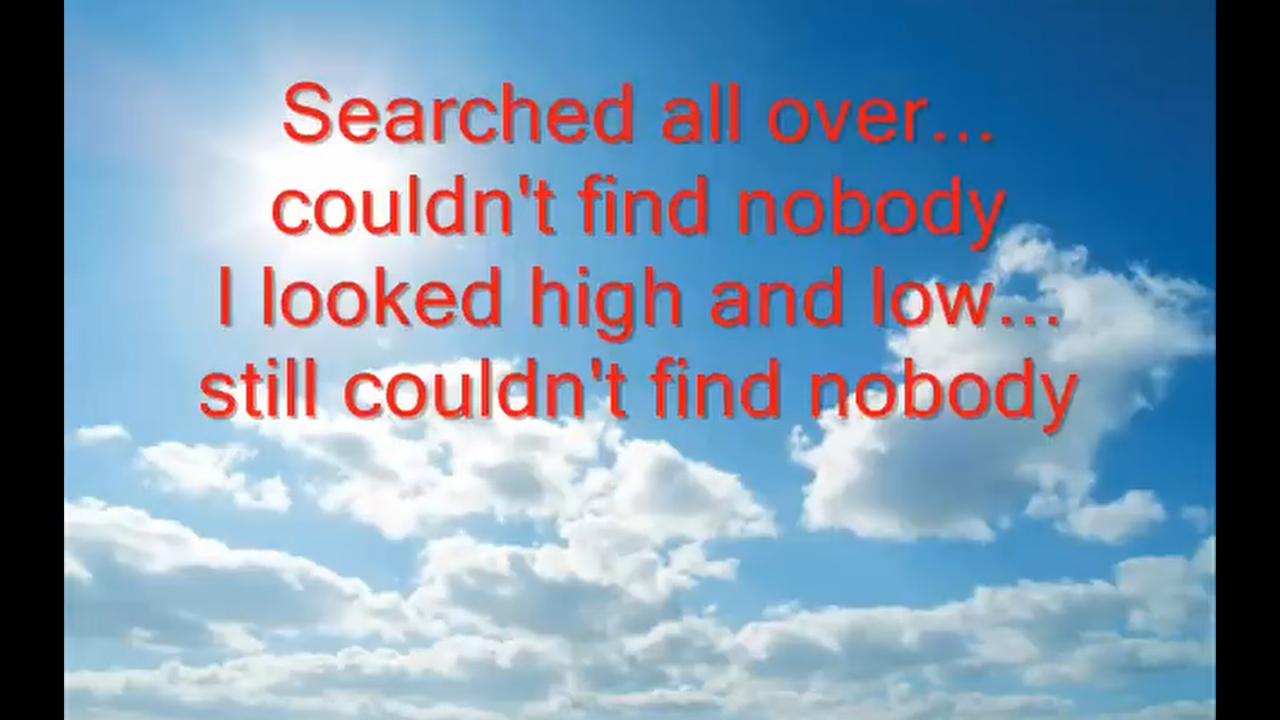 Searched all over...
couldn't find nobody
I looked high and low...
still couldn't find nobody